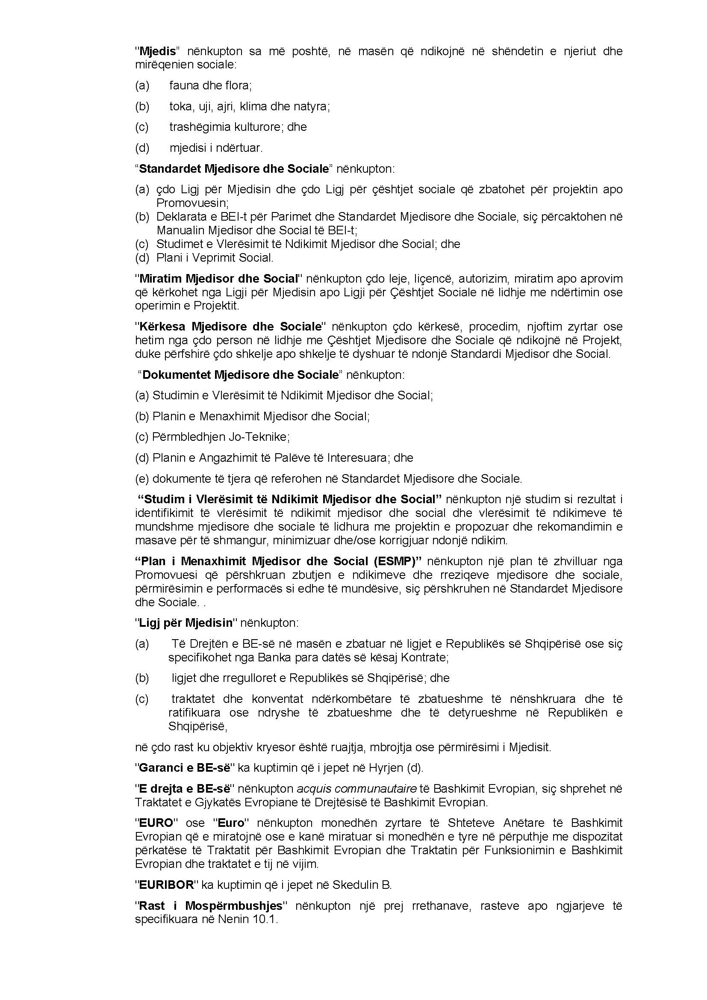 "Mjedis” nënkupton sa më poshtë, në masën që ndikojnë në shëndetin e njeriut dhe
mirëqenien sociale:
(a) fauna dhe flora;
(b) toka, uji, ajri, klima dhe natyra;
(c) trashëgimia kulturore; dhe
(d) mjedisi i ndërtuar.
“Standardet Mjedisore dhe Sociale” nënkupton:
(a) çdo Ligj për Mjedisin dhe çdo Ligj për çështjet sociale që zbatohet për projektin apo
Promovuesin;
(b) Deklarata e BEI-t për Parimet dhe Standardet Mjedisore dhe Sociale, siç përcaktohen në
Manualin Mjedisor dhe Social të BEI-t;
(c) Studimet e Vlerësimit të Ndikimit Mjedisor dhe Social; dhe
(d) Plani i Veprimit Social.
"Miratim Mjedisor dhe Social" nënkupton çdo leje, liçencë, autorizim, miratim apo aprovim
që kërkohet nga Ligji për Mjedisin apo Ligji për Çështjet Sociale në lidhje me ndërtimin ose
operimin e Projektit.
"Kërkesa Mjedisore dhe Sociale" nënkupton çdo kërkesë, procedim, njoftim zyrtar ose
hetim nga çdo person në lidhje me Çështjet Mjedisore dhe Sociale që ndikojnë në Projekt,
duke përfshirë çdo shkelje apo shkelje të dyshuar të ndonjë Standardi Mjedisor dhe Social.
“Dokumentet Mjedisore dhe Sociale” nënkupton:
(a) Studimin e Vlerësimit të Ndikimit Mjedisor dhe Social;
(b) Planin e Menaxhimit Mjedisor dhe Social;
(c) Përmbledhjen Jo-Teknike;
(d) Planin e Angazhimit të Palëve të Interesuara; dhe
(e) dokumente të tjera që referohen në Standardet Mjedisore dhe Sociale.
“Studim i Vlerësimit të Ndikimit Mjedisor dhe Social” nënkupton një studim si rezultat i
identifikimit të vlerësimit të ndikimit mjedisor dhe social dhe vlerësimit të ndikimeve të
mundshme mjedisore dhe sociale të lidhura me projektin e propozuar dhe rekomandimin e
masave për të shmangur, minimizuar dhe/ose korrigjuar ndonjë ndikim.
“Plan i Menaxhimit Mjedisor dhe Social (ESMP)” nënkupton një plan të zhvilluar nga
Promovuesi që përshkruan zbutjen e ndikimeve dhe rreziqeve mjedisore dhe sociale,
përmirësimin e performacës si edhe të mundësive, siç përshkruhen në Standardet Mjedisore
dhe Sociale. .
"Ligj për Mjedisin" nënkupton:
(a) Të Drejtën e BE-së në masën e zbatuar në ligjet e Republikës së Shqipërisë ose siç
specifikohet nga Banka para datës së kësaj Kontrate;
(b) ligjet dhe rregulloret e Republikës së Shqipërisë; dhe
(c) traktatet dhe konventat ndërkombëtare të zbatueshme të nënshkruara dhe të
ratifikuara ose ndryshe të zbatueshme dhe të detyrueshme në Republikën e
Shqipërisë,
në çdo rast ku objektiv kryesor është ruajtja, mbrojtja ose përmirësimi i Mjedisit.
"Garanci e BE-së" ka kuptimin që i jepet në Hyrjen (d).
"E drejta e BE-së" nënkupton acquis communautaire të Bashkimit Evropian, siç shprehet në
Traktatet e Gjykatës Evropiane të Drejtësisë të Bashkimit Evropian.
"EURO" ose "Euro" nënkupton monedhën zyrtare të Shteteve Anëtare të Bashkimit
Evropian që e miratojnë ose e kanë miratuar si monedhën e tyre në përputhje me dispozitat
përkatëse të Traktatit për Bashkimit Evropian dhe Traktatin për Funksionimin e Bashkimit
Evropian dhe traktatet e tij në vijim.
"EURIBOR" ka kuptimin që i jepet në Skedulin B.
"Rast i Mospërmbushjes" nënkupton një prej rrethanave, rasteve apo ngjarjeve të
specifikuara në Nenin 10.1.